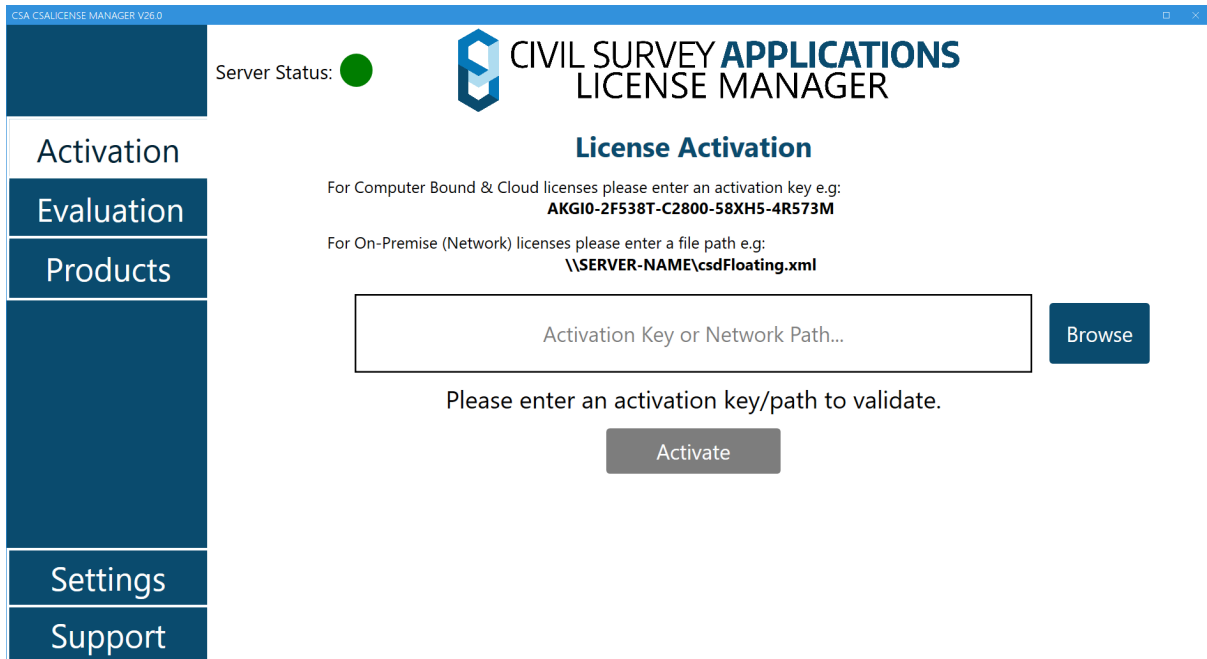 CSA CSALICENSE MANAGER V26.0
Server Status:
CIVIL SURVEY APPLICATIONS
LICENSE MANAGER
Activation
Evaluation
Products
Settings
Support
License Activation
For Computer Bound & Cloud licenses please enter an activation key e.g:
AKGI0-2F538T-C2800-58XH5-4R573M
For On-Premise (Network) licenses please enter a file path e.g:
\\SERVER-NAME\csdFloating.xml
Activation Key or Network Path...
Browse
Please enter an activation key/path to validate.
Activate